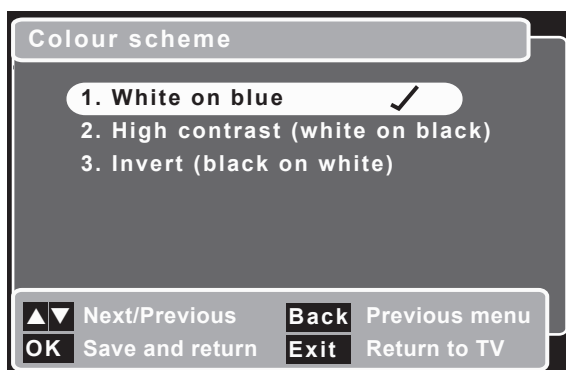 Colour scheme
1. White on blue ✓
2. High contrast (white on black)
3. Invert (black on white)
▲▼ Next/Previous Back Previous menu
OK Save and return Exit Return to TV